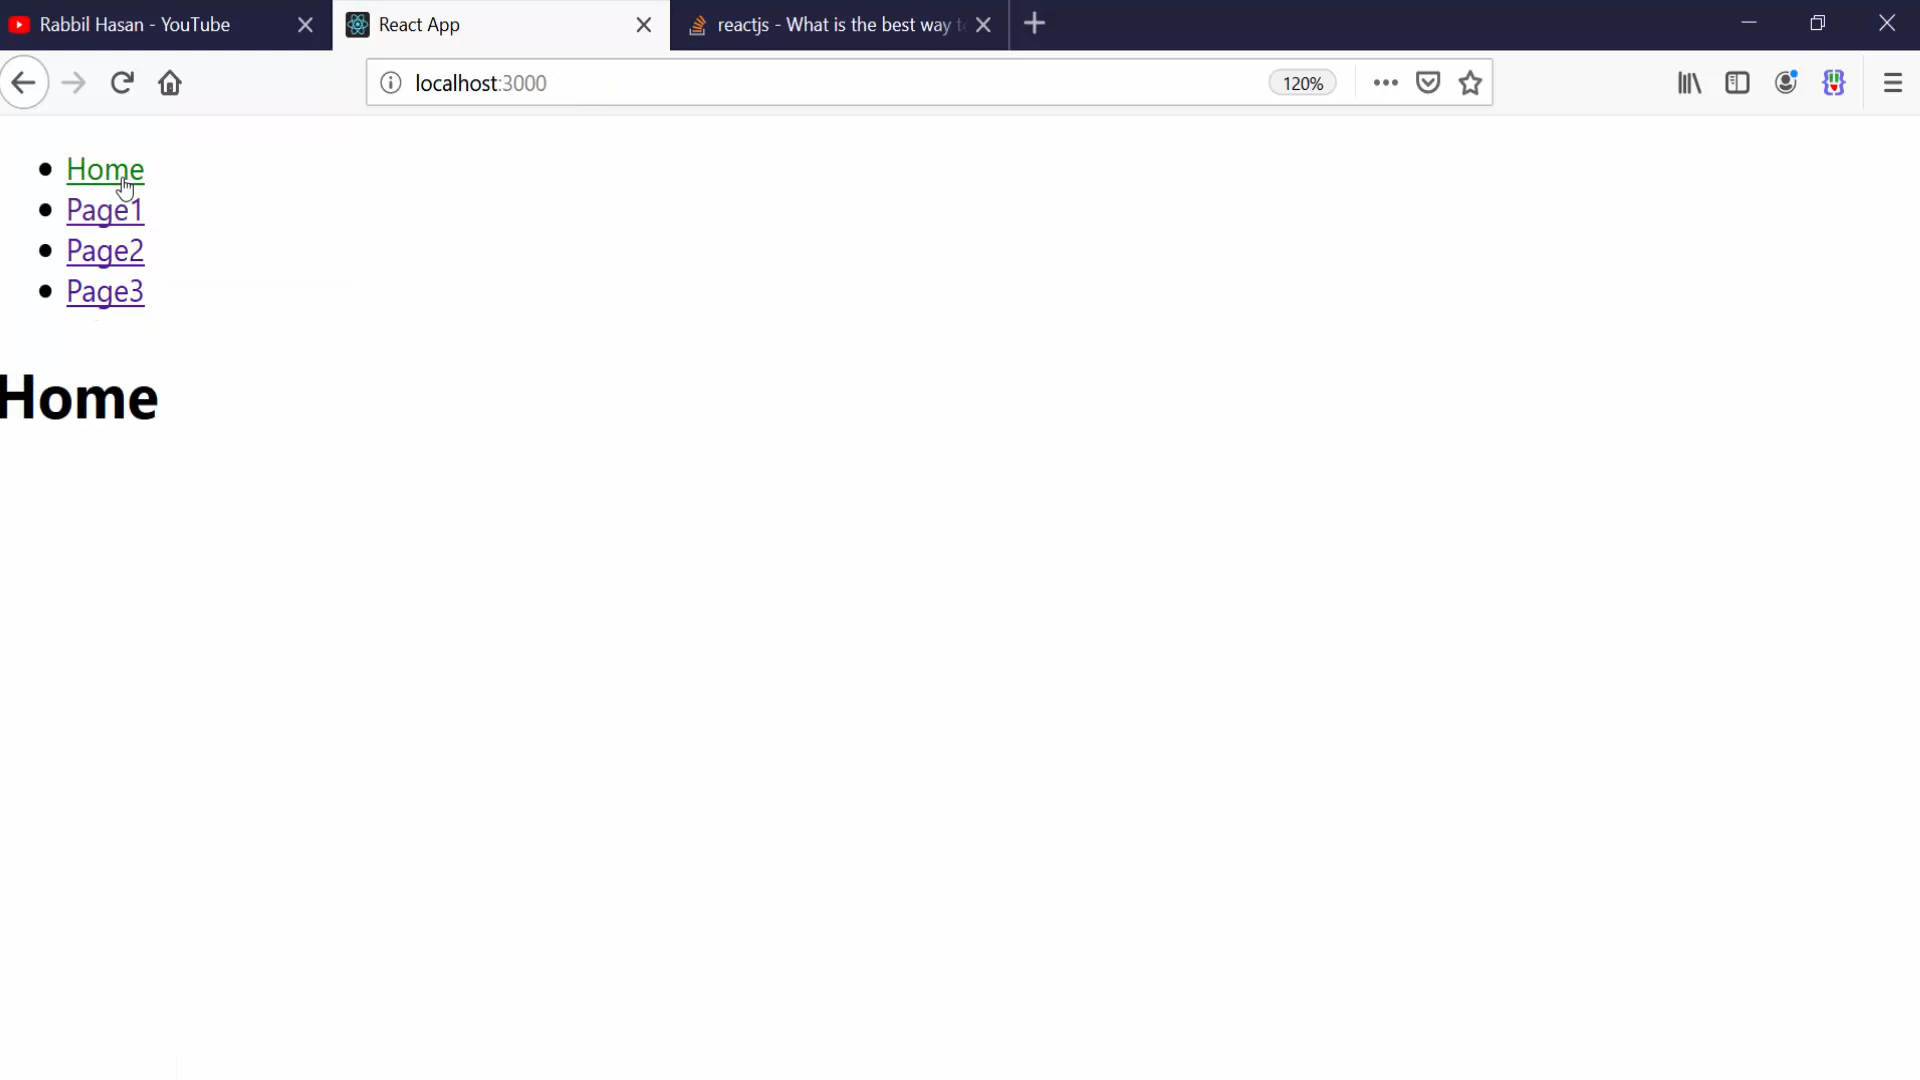 Rabbil Hasan - YouTube
React App
reactjs - What is the best way
localhost:3000
120%
Home
Page1
Page2
Page3
Home